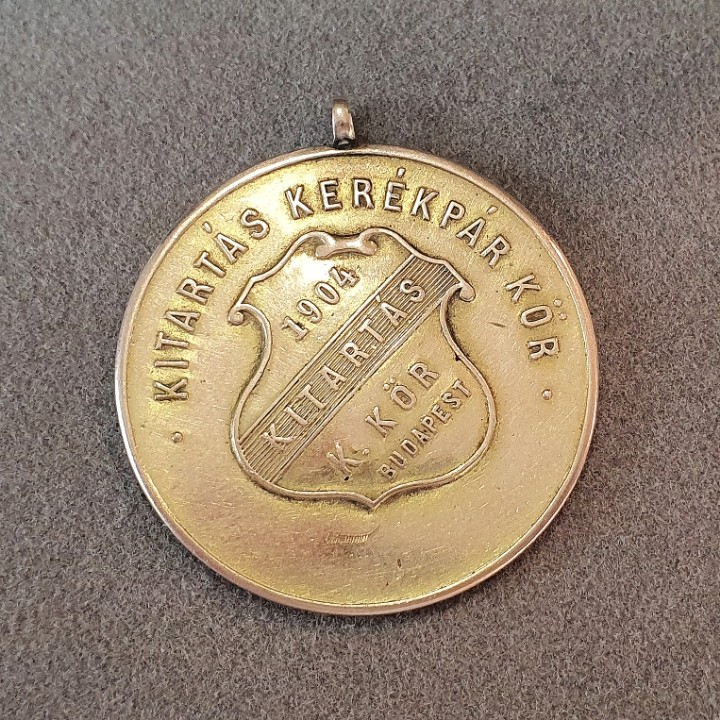 KITARTÁS KERÉKPÁR KÖR
1904
KITARTÁS
K. KÖR
BUDAPEST